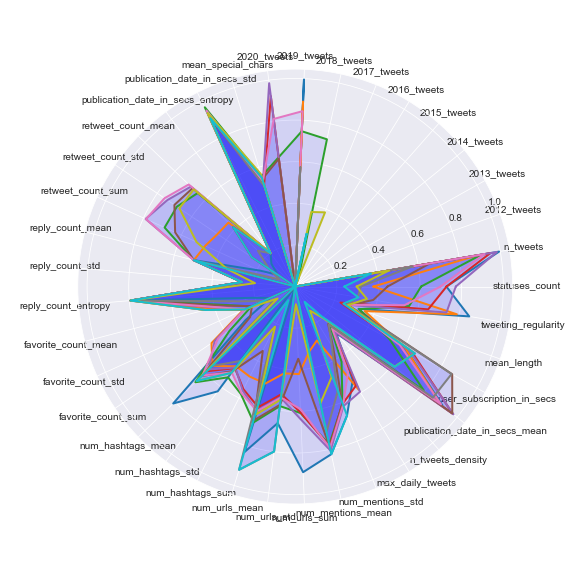 2020_tweets
2019_tweets
2018_tweets
mean_special_chars
2017_tweets
publication_date_in_secs_std
2016_tweets
publication_date_in_secs_entropy
2015_tweets
retweet_count_mean
2014_tweets
retweet_count_std
2013_tweets
retweet_count_sum
1.0
2012_tweets
0.8
reply_count_mean
0.6
n_tweets
0.4
reply_count_std
0.2
statuses_count
reply_count_entropy
tweeting_regularity
favorite_count_mean
mean_length
favorite_count_std
user_subscription_in_secs
favorite_count_sum
publication_date_in_secs_mean
num_hashtags_mean
n_tweets_density
num_hashtags_std
max_daily_tweets
num_hashtags_sum
num_mentions_std
num_urls_mean
num_mentions_mean
num_urls_std
num_urls_sum